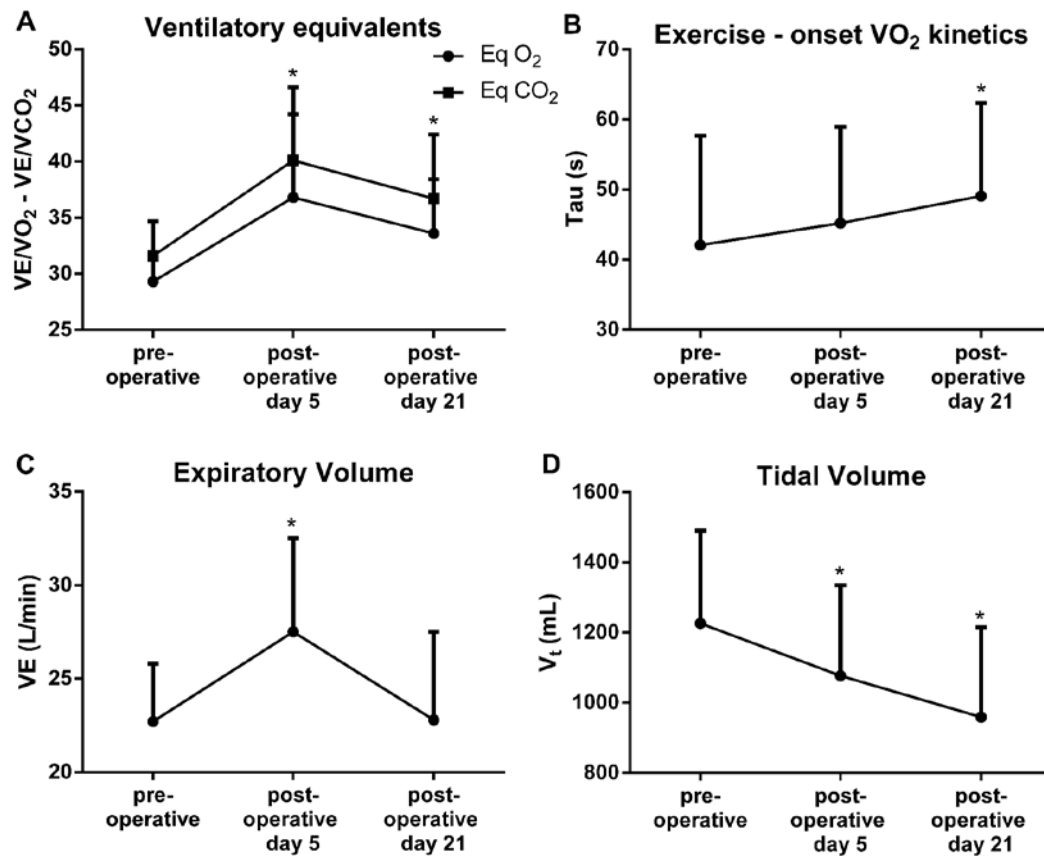 A
Ventilatory equivalents
VE/VO2 - VE/VCO2
50
45
40
35
30
25
Eq O2
Eq CO2
*
*
pre-
operative
post-
operative
day 5
post-
operative
day 21
B
Exercise - onset VO2 kinetics
Tau (s)
70
60
50
40
30
*
pre-
operative
post-
operative
day 5
post-
operative
day 21
C
Expiratory Volume
VE (L/min)
35
30
25
20
*
pre-
operative
post-
operative
day 5
post-
operative
day 21
D
Tidal Volume
Vt (mL)
1600
1400
1200
1000
800
*
*
pre-
operative
post-
operative
day 5
post-
operative
day 21